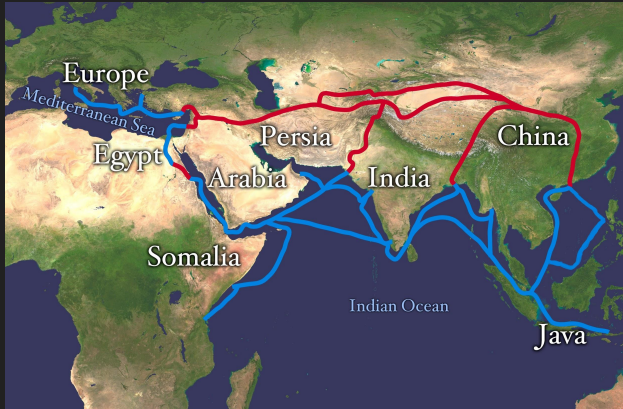 Europe
Mediterranean Sea
Egypt
Persia
China
Arabia
India
Somalia
Indian Ocean
Java